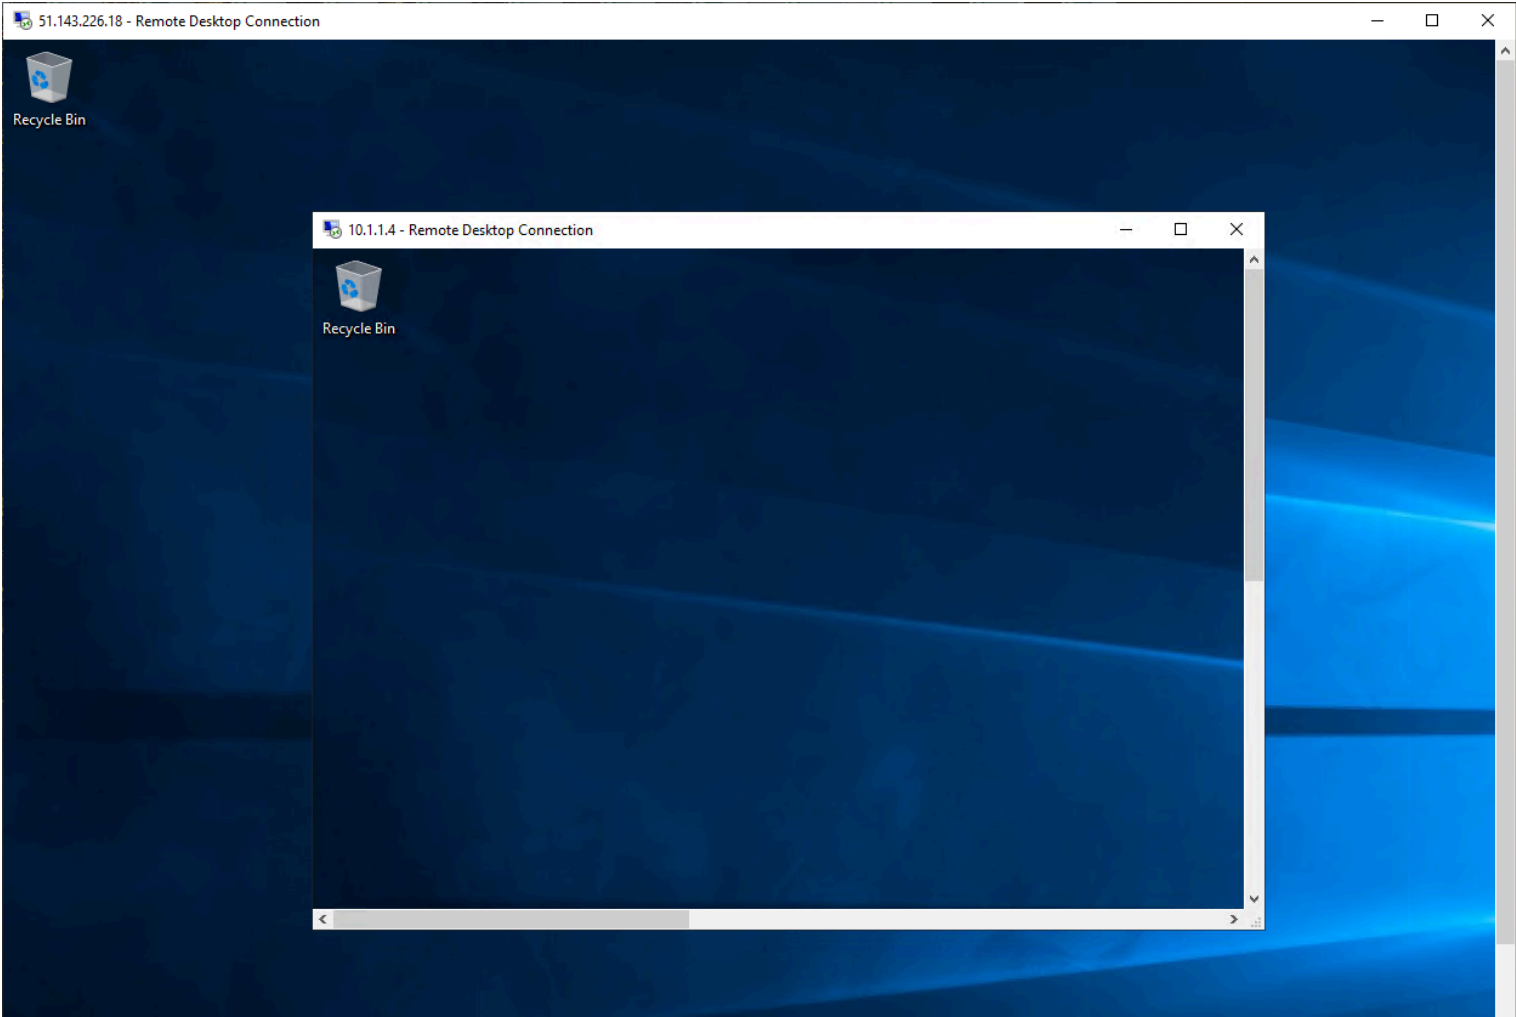 51.143.226.18 - Remote Desktop Connection
Recycle Bin
10.1.1.4 - Remote Desktop Connection
Recycle Bin